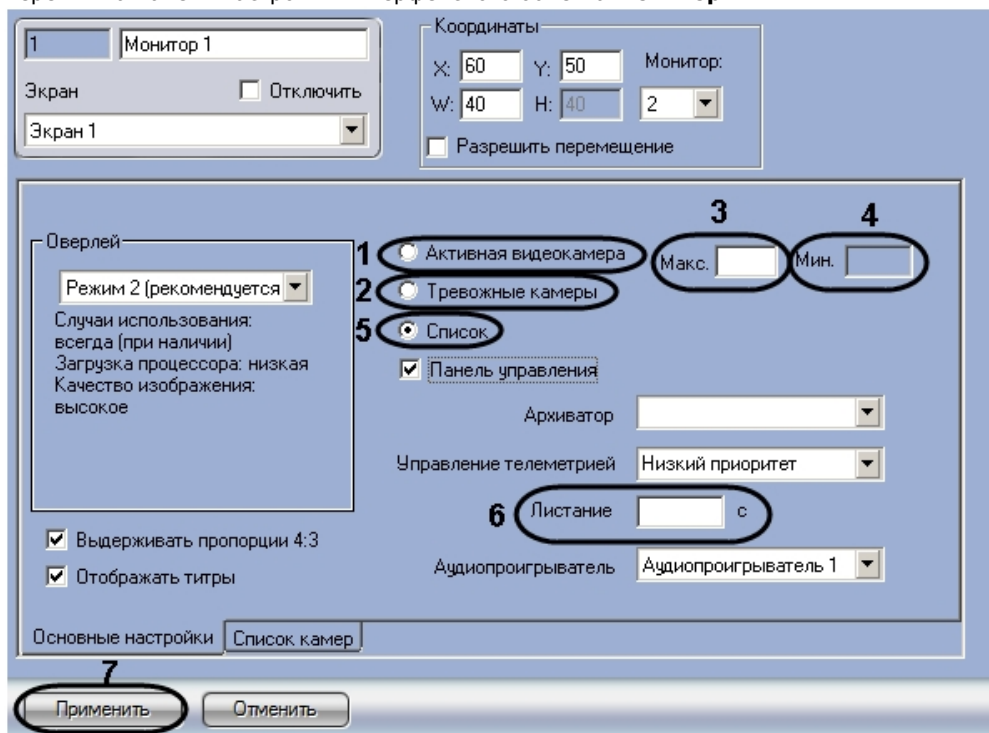 1 Монитор 1
Экран Отключить
Экран 1
Координаты
X: 60 Y: 50 Монитор:
W: 40 H: 40 2
Разрешить перемещение
3 4
Оверлей
Режим 2 (рекомендуется
Случаи использования:
всегда (при наличии)
Загрузка процессора: низкая
Качество изображения:
высокое
1 Активная видеокамера Макс. Мин.
2 Тревожные камеры
5 Список
Панель управления
Архиватор
Управление телеметрией Низкий приоритет
6 Листание с
Аудиопроигрыватель Аудиопроигрыватель 1
Выдерживать пропорции 4:3
Отображать титры
Основные настройки Список камер
7
Применить Отменить